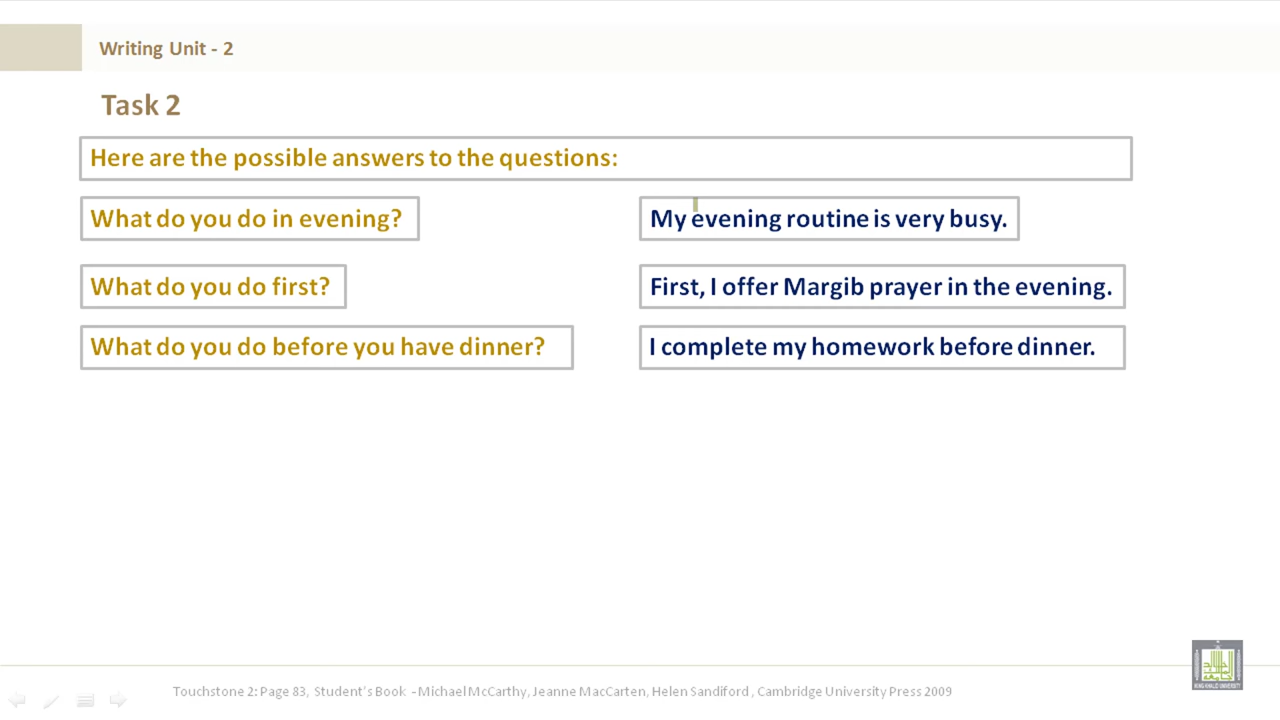 Writing Unit - 2
Task 2
Here are the possible answers to the questions:
What do you do in evening?
My evening routine is very busy.
What do you do first?
First, I offer Margib prayer in the evening.
What do you do before you have dinner?
I complete my homework before dinner.
Touchstone 2: Page 83, Student's Book - Michael McCarthy, Jeanne MacCarten, Helen Sandiford , Cambridge University Press 2009
KING KHALID UNIVERSITY